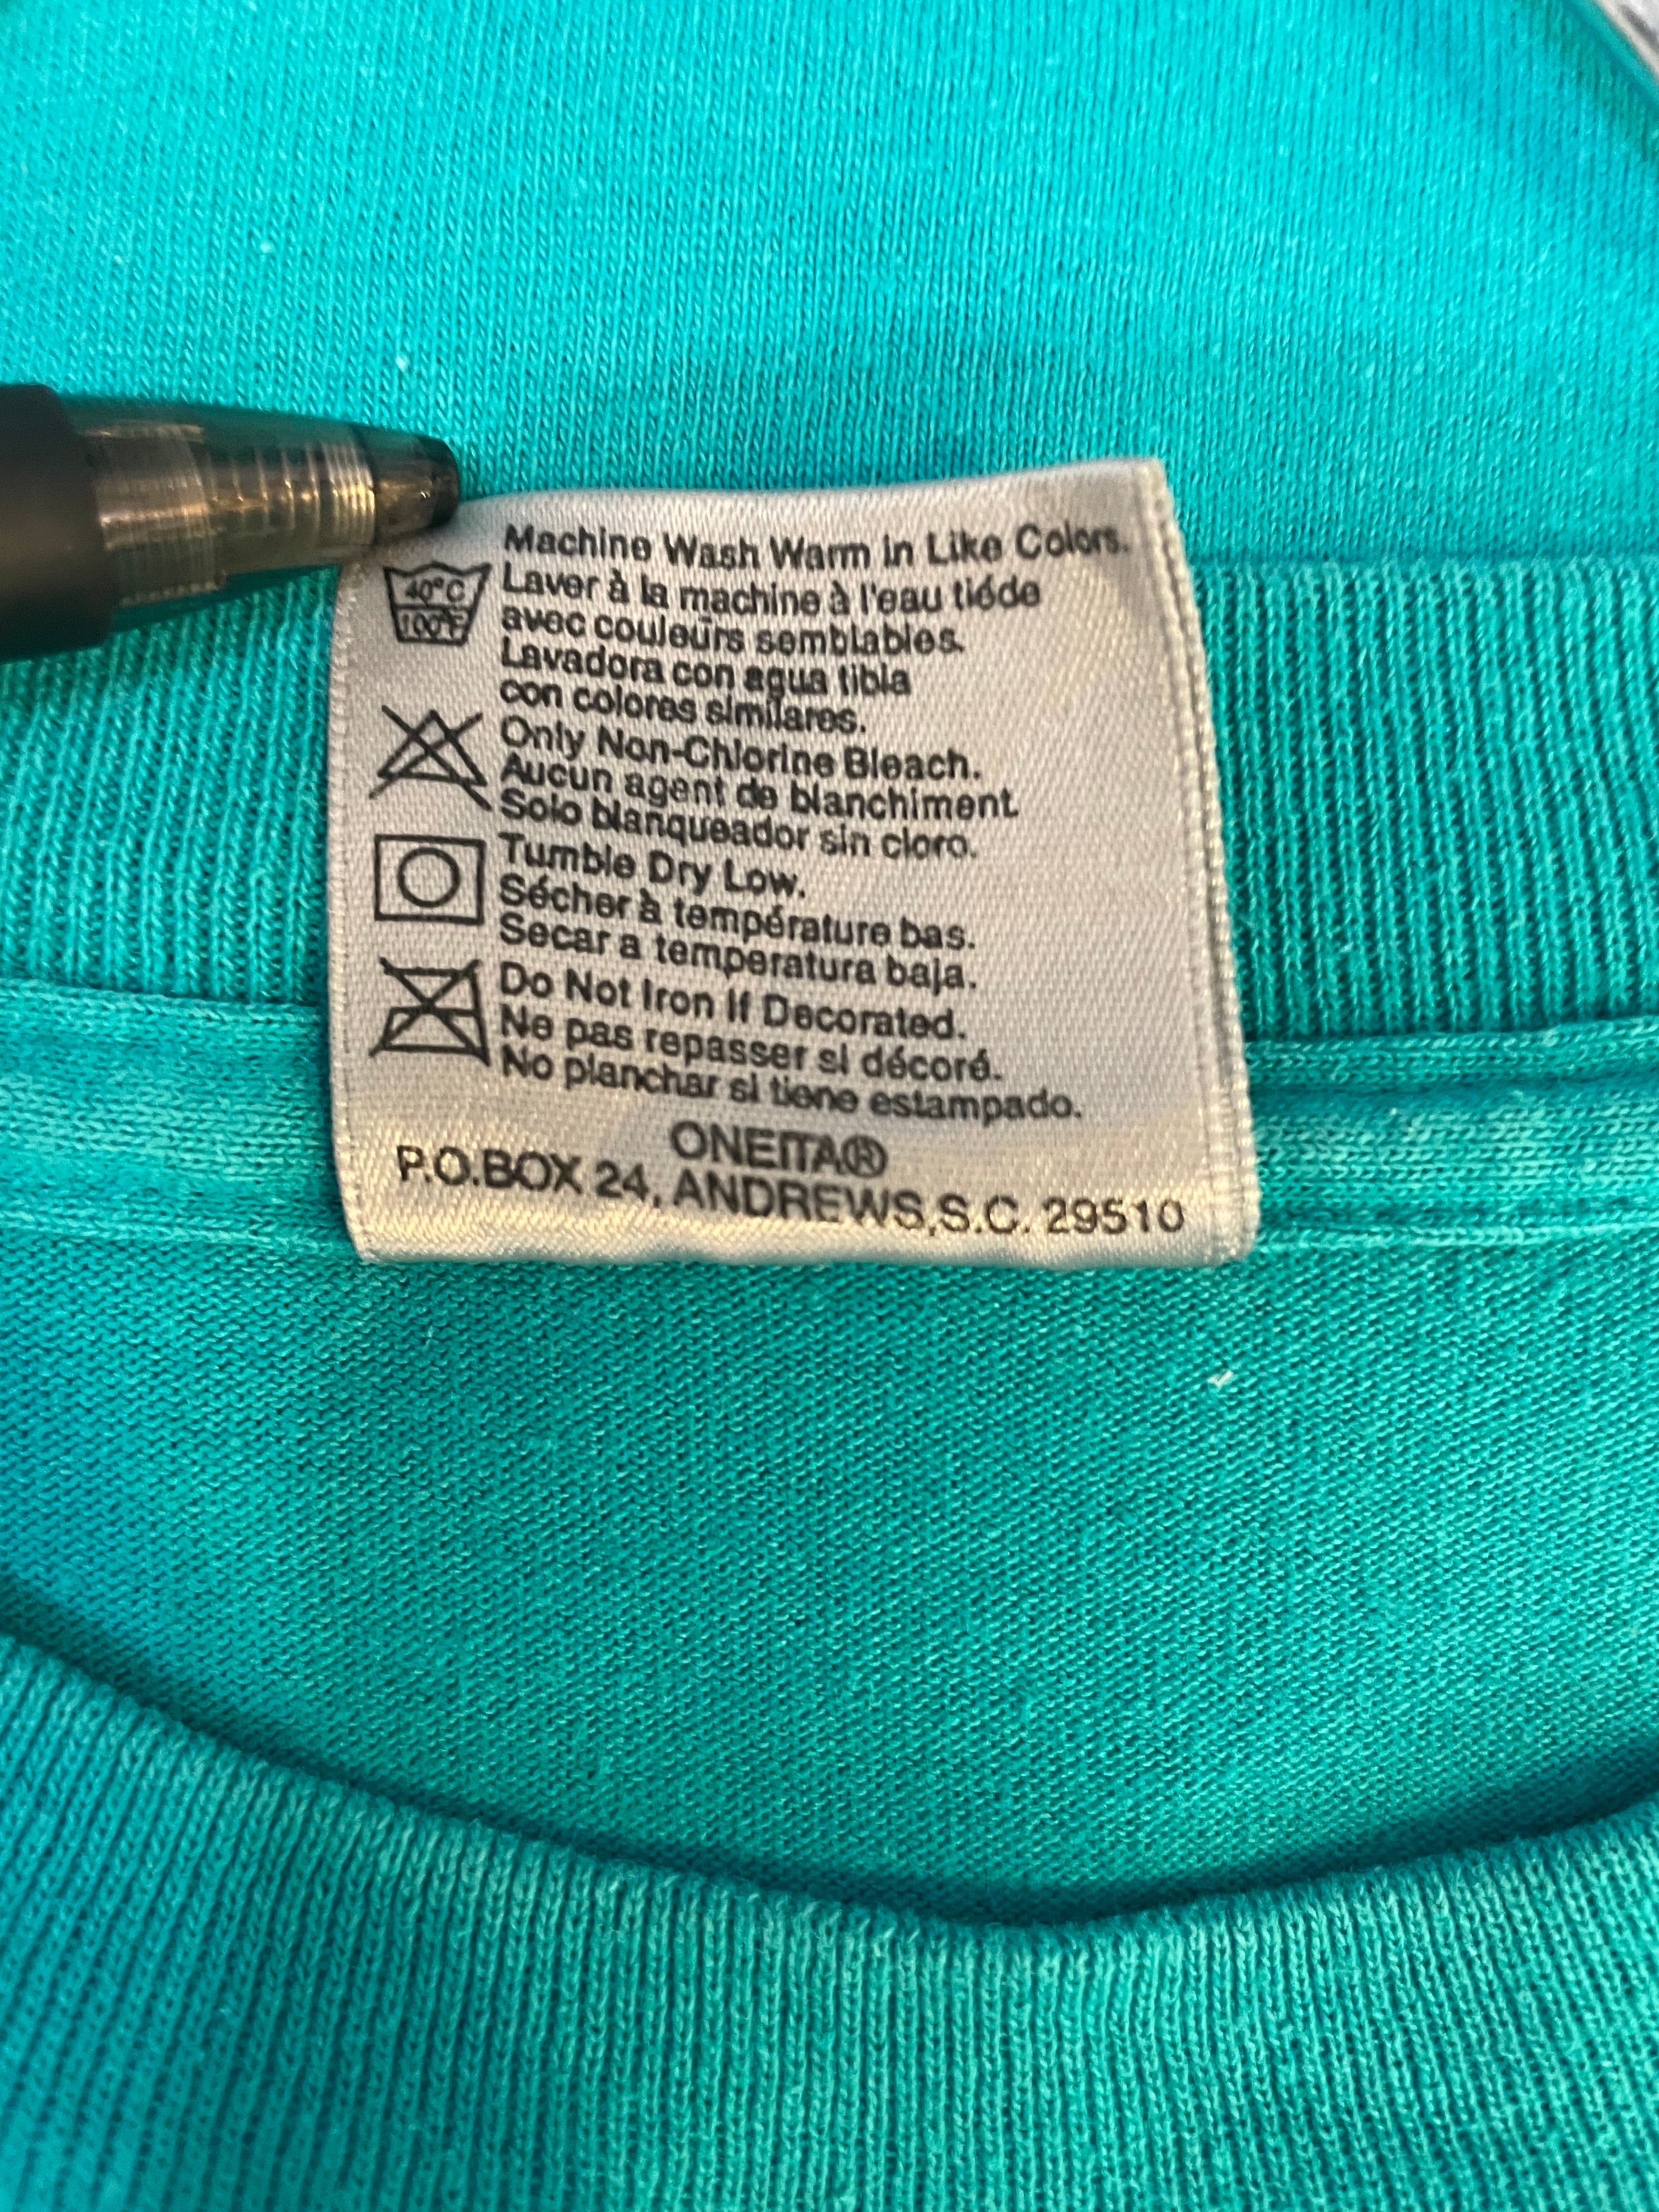 Machine Wash Warm in Like Colors.
40°C
100°F
Laver à la machine à l'eau tiéde
avec couleurs semblables.
Lavadora con agua tibia
con colores similares.
Only Non-Chlorine Bleach.
Aucun agent de blanchiment.
Solo blanqueador sin cloro.
Tumble Dry Low.
Sécher à température bas.
Secar a temperatura baja.
Do Not Iron If Decorated.
Ne pas repasser si décoré.
No planchar si tiene estampado.
ONEITA®
P.O.BOX 24, ANDREWS,S.C. 29510